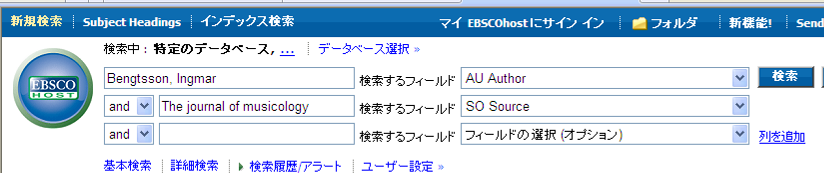 新規検索 Subject Headings インデックス検索 マイ EBSCOhost にサイン イン フォルダ 新機能! Send
検索中 : 特定のデータベース, ... データベース選択 »
EBSCO HOST
Bengtsson, Ingmar 検索するフィールド AU Author 検索
and The journal of musicology 検索するフィールド SO Source
and 検索するフィールド フィールドの選択 (オプション) 列を追加
基本検索 詳細検索 検索履歴/アラート ユーザー設定 »